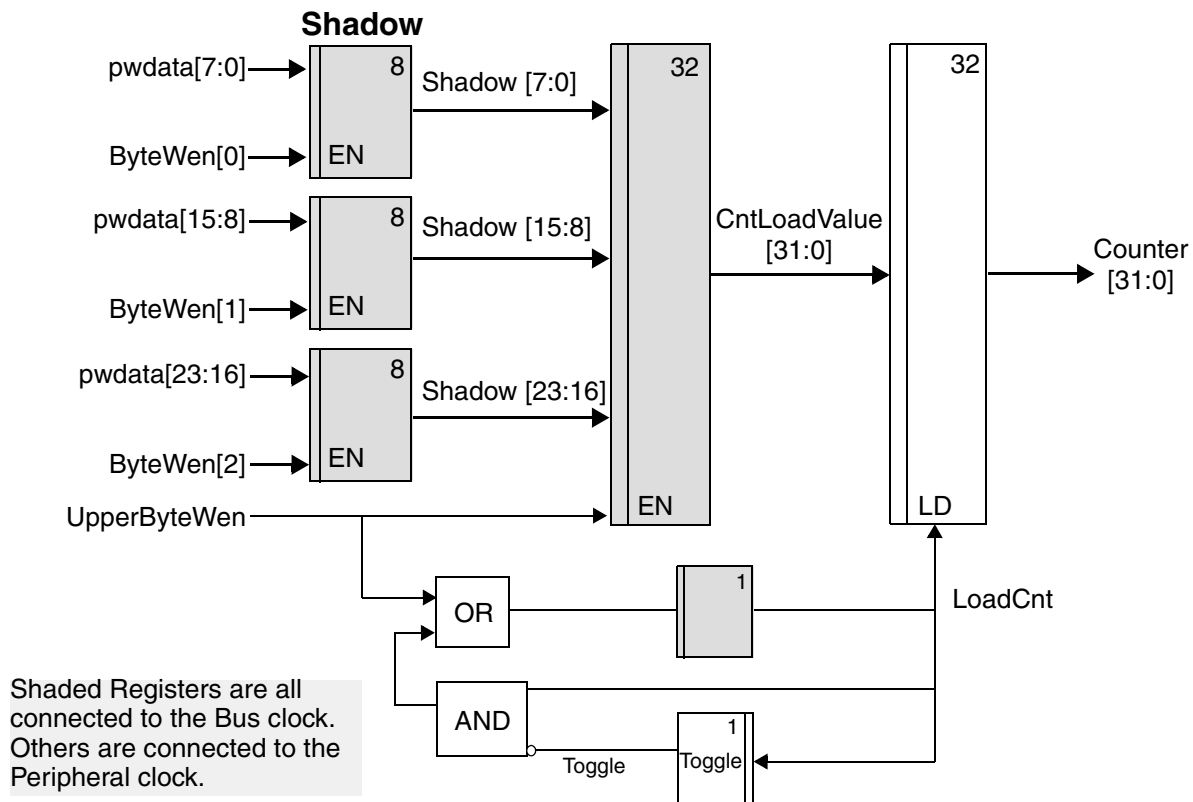 Shadow
pwdata[7:0]
8
Shadow [7:0]
32
32
ByteWen[0]
EN
pwdata[15:8]
8
Shadow [15:8]
CntLoadValue
[31:0]
Counter
[31:0]
ByteWen[1]
EN
pwdata[23:16]
8
Shadow [23:16]
ByteWen[2]
EN
UpperByteWen
EN
LD
OR
1
LoadCnt
Shaded Registers are all
connected to the Bus clock.
Others are connected to the
Peripheral clock.
AND
Toggle
1
Toggle